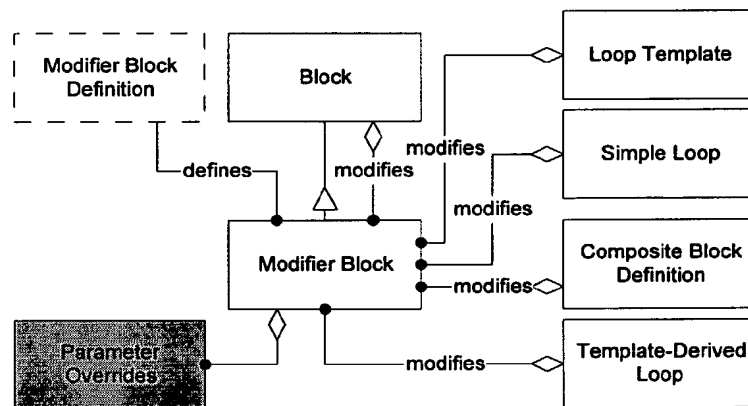 Modifier Block
Definition
Block
Loop Template
modifies
defines
modifies
Simple Loop
modifies
Modifier Block
Composite Block
Definition
modifies
Parameter
Overrides
modifies
Template-Derived
Loop